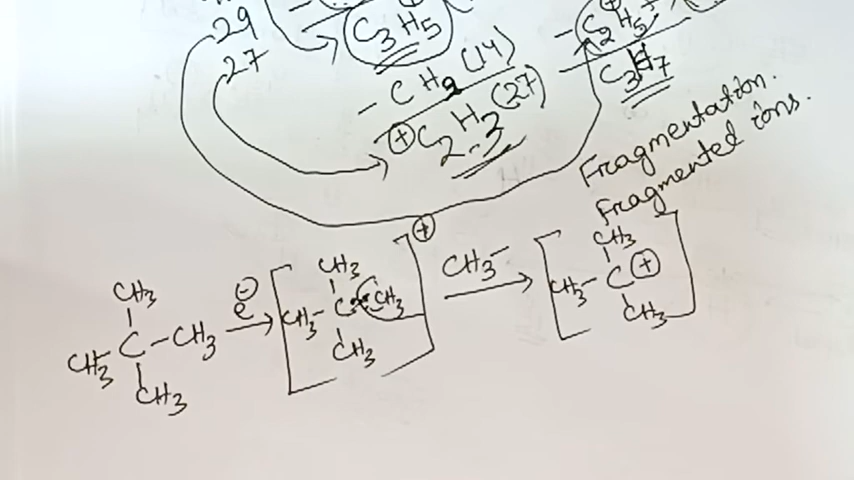 29
27
C3H5
- CH2 (14)
⊕C2H3 (27)
- C2H5+
C3H7
Fragmentation.
Fragmented ions.
CH3
CH3-C-CH3
CH3
⊖
e
→
⊕
CH3
CH3-C CH3
CH3
CH3-
CH3
CH3-C ⊕
CH3